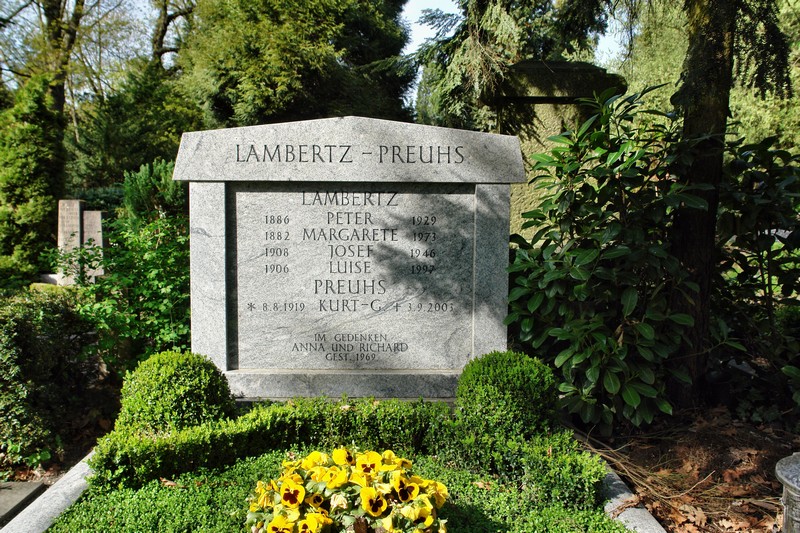 LAMBERTZ - PREUHS
LAMBERTZ
1886 PETER 1929
1882 MARGARETE 1973
1908 JOSEF 1946
1906 LUISE 1997
PREUHS
* 8.8.1919 KURT-G. † 3.9.2003
IM GEDENKEN
ANNA UND RICHARD
GEST. 1969